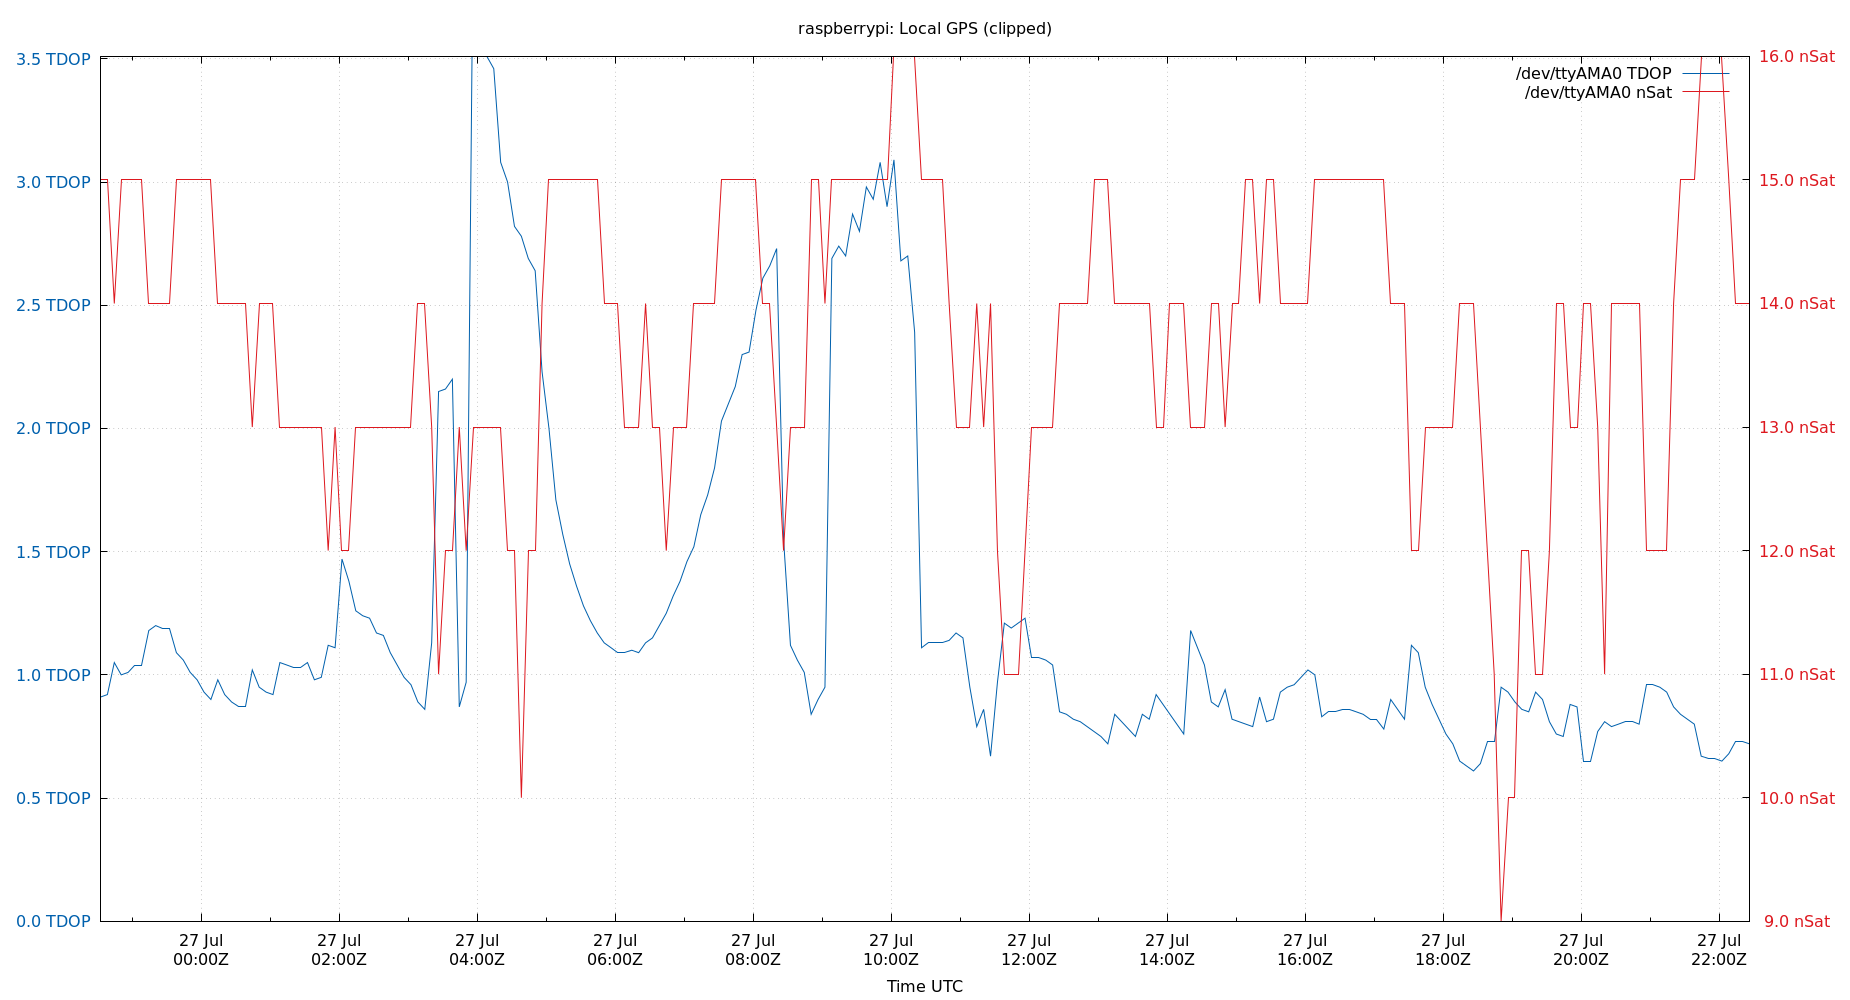 raspberrypi: Local GPS (clipped)
3.5 TDOP
3.0 TDOP
2.5 TDOP
2.0 TDOP
1.5 TDOP
1.0 TDOP
0.5 TDOP
0.0 TDOP
16.0 nSat
15.0 nSat
14.0 nSat
13.0 nSat
12.0 nSat
11.0 nSat
10.0 nSat
9.0 nSat
/dev/ttyAMA0 TDOP
/dev/ttyAMA0 nSat
27 Jul
00:00Z
27 Jul
02:00Z
27 Jul
04:00Z
27 Jul
06:00Z
27 Jul
08:00Z
27 Jul
10:00Z
27 Jul
12:00Z
27 Jul
14:00Z
27 Jul
16:00Z
27 Jul
18:00Z
27 Jul
20:00Z
27 Jul
22:00Z
Time UTC